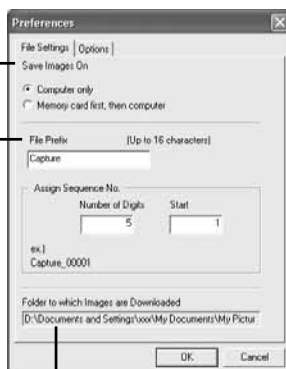 Preferences
File Settings Options
Save Images On
Computer only
Memory card first, then computer
File Prefix (Up to 16 characters)
Capture
Assign Sequence No.
Number of Digits Start
5 1
ex.)
Capture_00001
Folder to which Images are Downloaded
D:\Documents and Settings\xxx\My Documents\My Pictur
OK Cancel